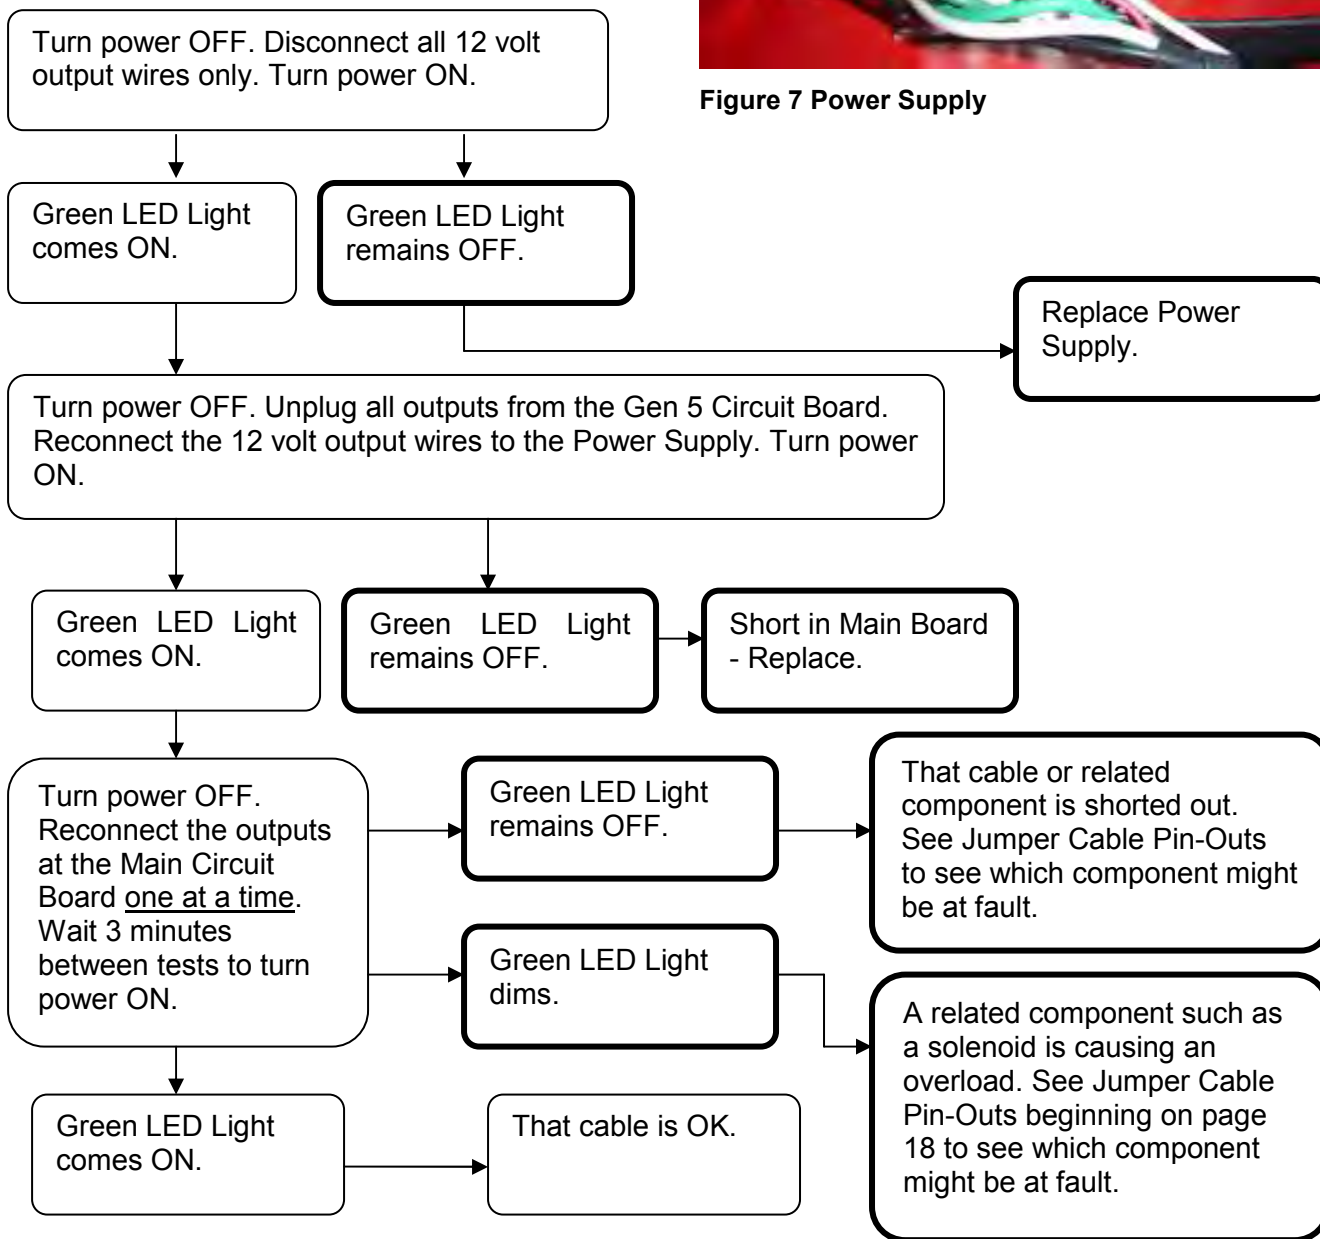 Turn power OFF. Disconnect all 12 volt
output wires only. Turn power ON.
Figure 7 Power Supply
Green LED Light
comes ON.
Green LED Light
remains OFF.
Replace Power
Supply.
Turn power OFF. Unplug all outputs from the Gen 5 Circuit Board.
Reconnect the 12 volt output wires to the Power Supply. Turn power
ON.
Green LED Light
comes ON.
Green LED Light
remains OFF.
Short in Main Board
- Replace.
Turn power OFF.
Reconnect the outputs
at the Main Circuit
Board one at a time.
Wait 3 minutes
between tests to turn
power ON.
Green LED Light
remains OFF.
That cable or related
component is shorted out.
See Jumper Cable Pin-Outs
to see which component might
be at fault.
Green LED Light
dims.
A related component such as
a solenoid is causing an
overload. See Jumper Cable
Pin-Outs beginning on page
18 to see which component
might be at fault.
Green LED Light
comes ON.
That cable is OK.